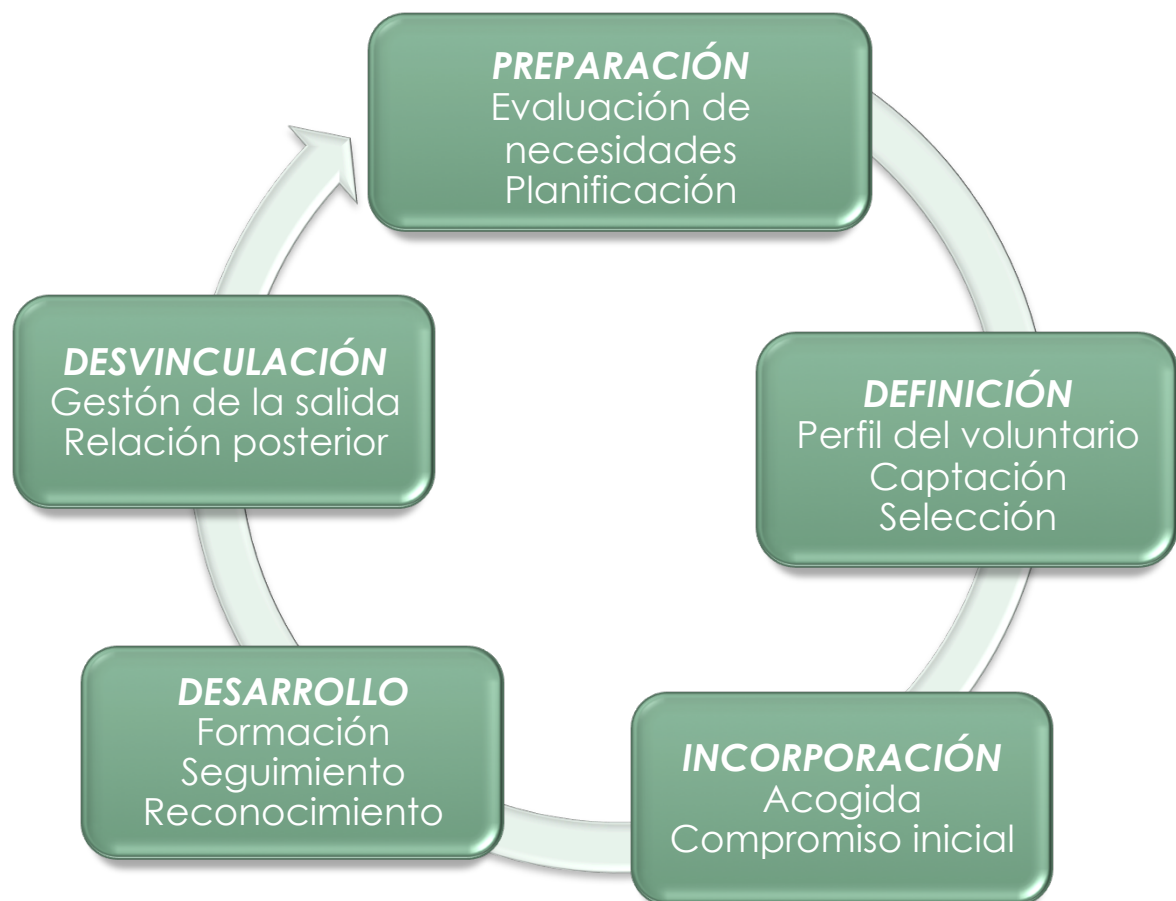 PREPARACIÓN
Evaluación de
necesidades
Planificación
DEFINICIÓN
Perfil del voluntario
Captación
Selección
INCORPORACIÓN
Acogida
Compromiso inicial
DESARROLLO
Formación
Seguimiento
Reconocimiento
DESVINCULACIÓN
Gestón de la salida
Relación posterior